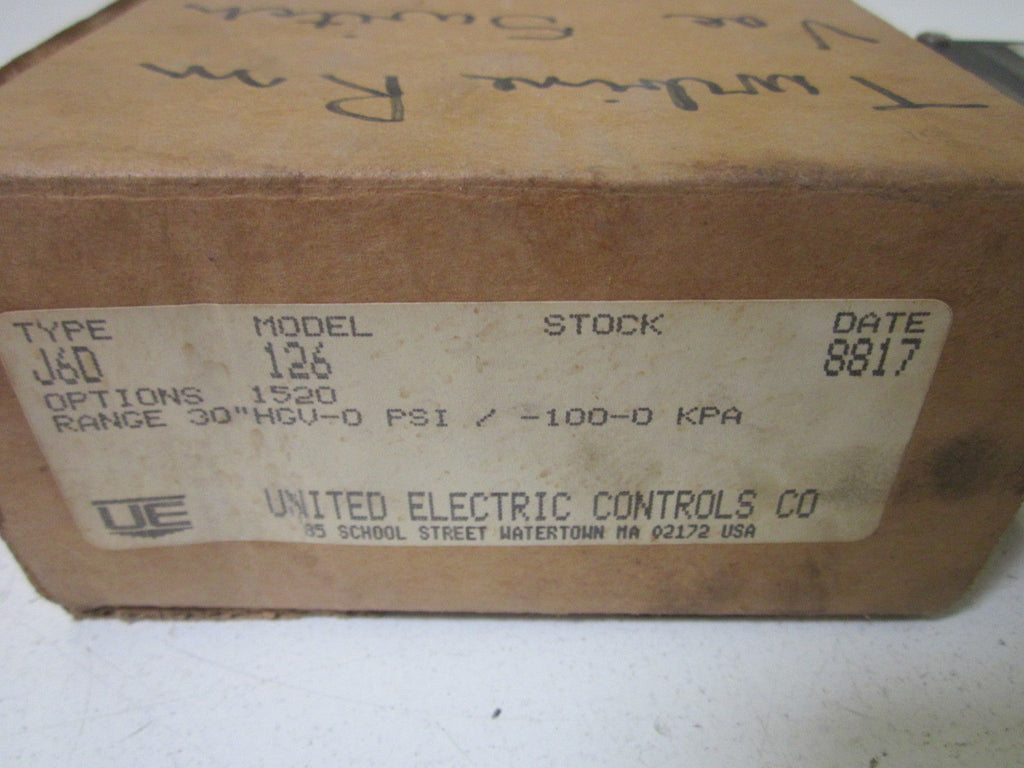 Turbine Rm
Vac Switch
TYPE MODEL STOCK DATE
J6D 126 8817
OPTIONS 1520
RANGE 30"HGV-0 PSI / -100-0 KPA
UE UNITED ELECTRIC CONTROLS CO
85 SCHOOL STREET WATERTOWN MA 02172 USA